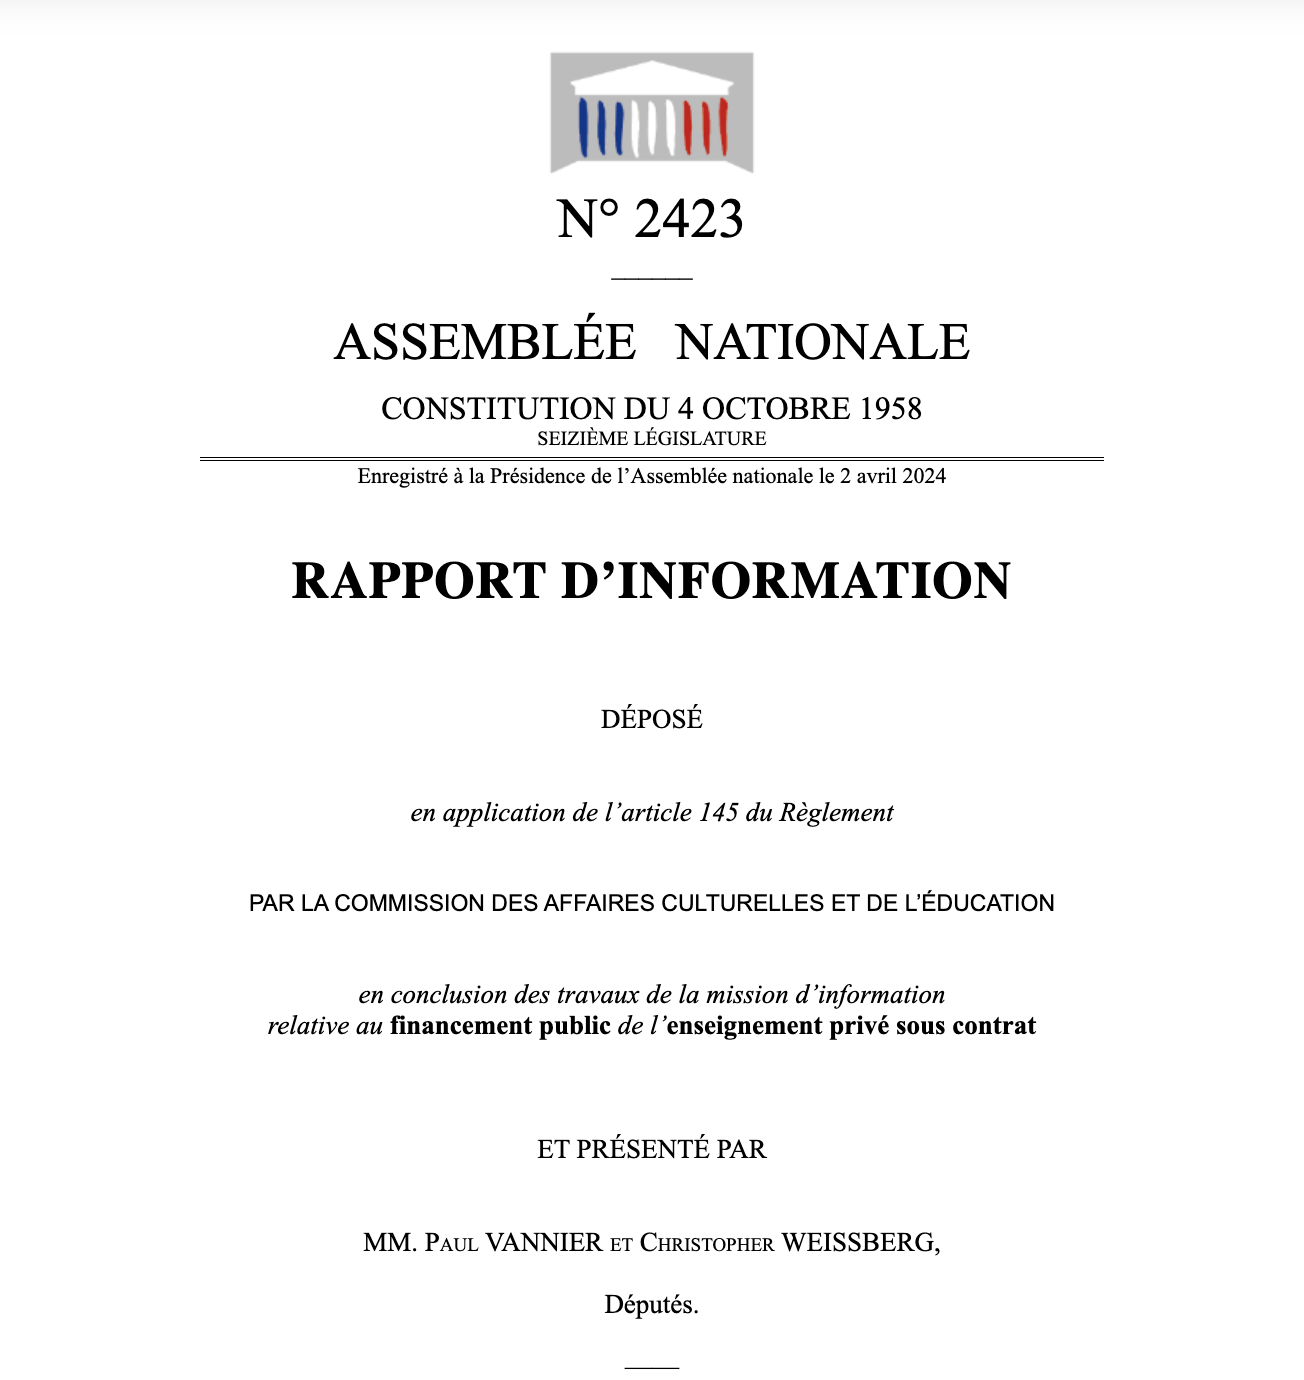 N° 2423
ASSEMBLÉE NATIONALE
CONSTITUTION DU 4 OCTOBRE 1958
SEIZIÈME LÉGISLATURE
Enregistré à la Présidence de l’Assemblée nationale le 2 avril 2024
RAPPORT D’INFORMATION
DÉPOSÉ
en application de l’article 145 du Règlement
PAR LA COMMISSION DES AFFAIRES CULTURELLES ET DE L’ÉDUCATION
en conclusion des travaux de la mission d’information
relative au financement public de l’enseignement privé sous contrat
ET PRÉSENTÉ PAR
MM. Paul VANNIER et Christopher WEISSBERG,
Députés.